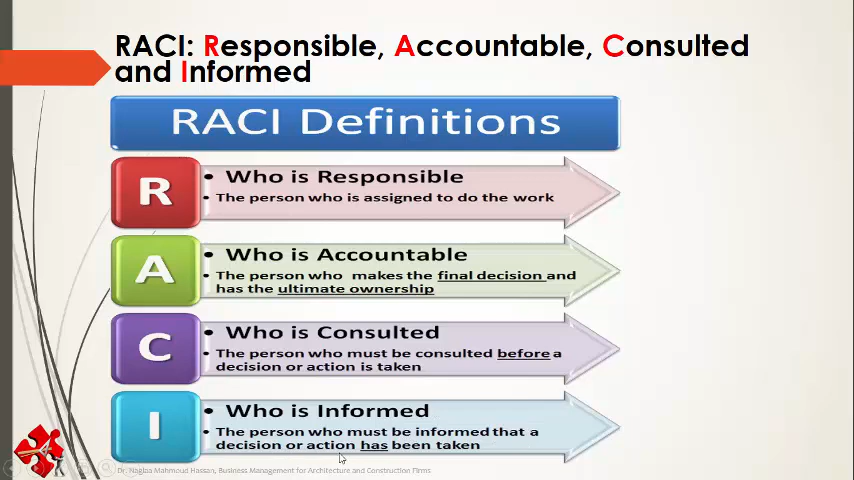 RACI: Responsible, Accountable, Consulted
and Informed
RACI Definitions
R
• Who is Responsible
• The person who is assigned to do the work
A
• Who is Accountable
• The person who makes the final decision and
has the ultimate ownership
C
• Who is Consulted
• The person who must be consulted before a
decision or action is taken
I
• Who is Informed
• The person who must be informed that a
decision or action has been taken
Dr. Naglaa Mahmoud Hassan, Business Management for Architecture and Construction Firms